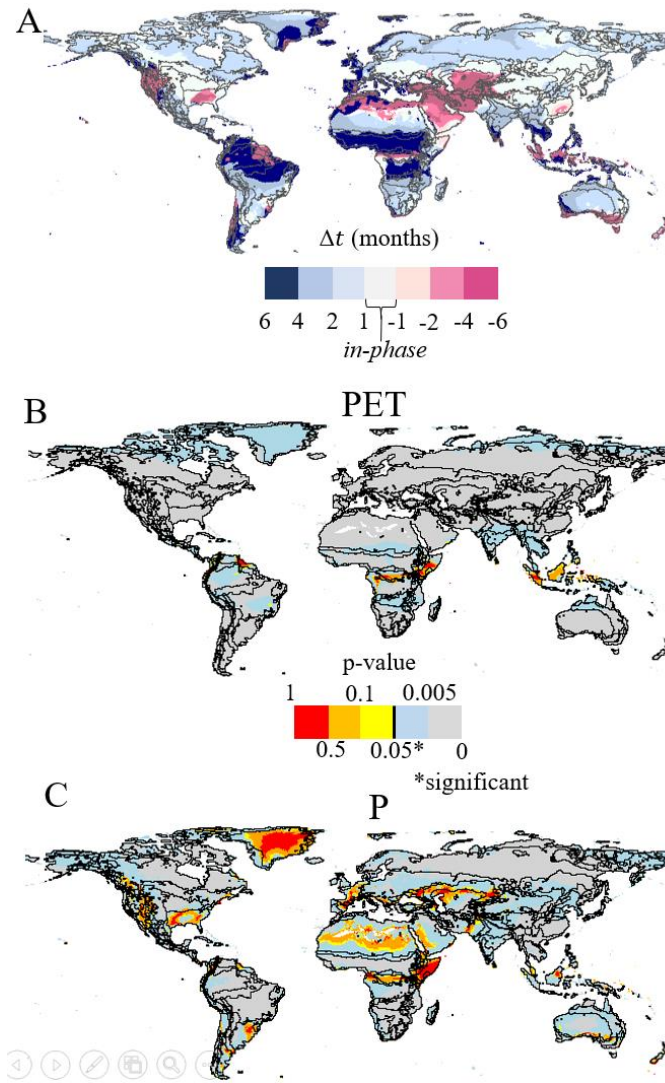 A
Δt (months)
6 4 2 1 -1 -2 -4 -6
in-phase
B PET
p-value
1 0.1 0.005
0.5 0.05* 0
*significant
C P